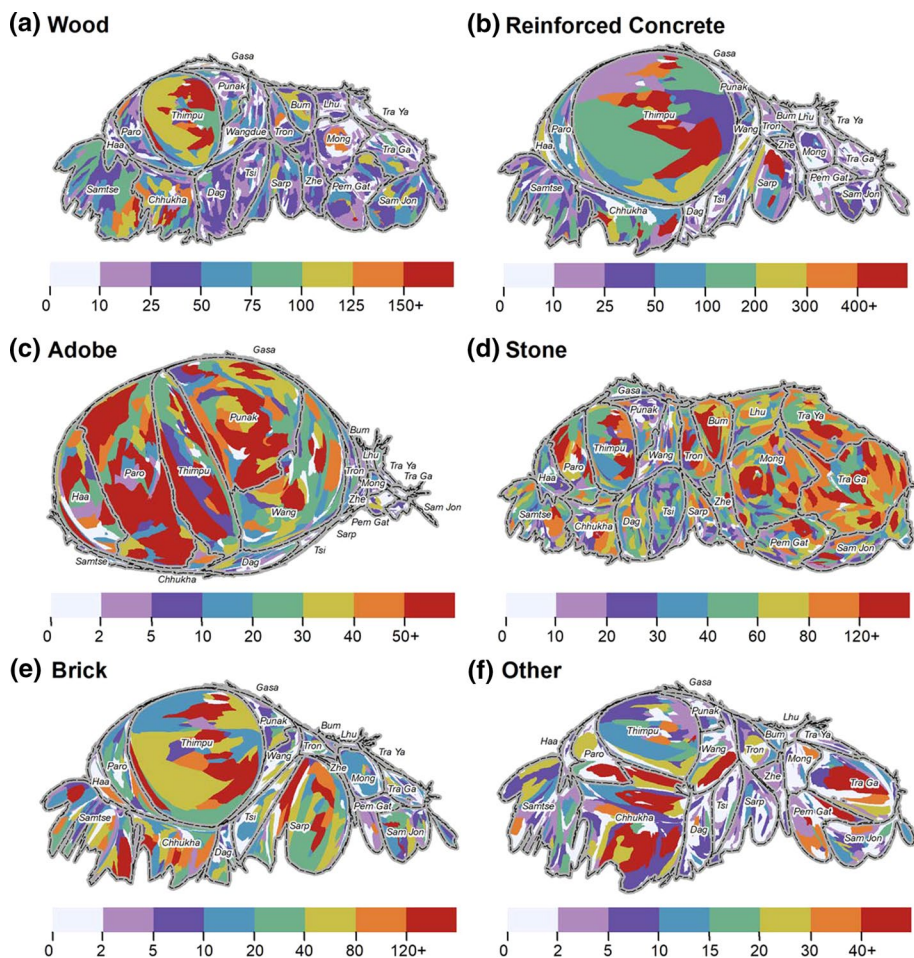 (a) Wood
Gasa
Punak
Bum
Lhu
Tra Ya
Thimpu
Paro
Wangdue
Tron
Mong
Haa
Tra Ga
Samtse
Chhukha
Dag
Tsi
Sarp
Zhe
Pem Gat
Sam Jon
0 10 25 50 75 100 125 150+
(b) Reinforced Concrete
Gasa
Punak
Bum
Lhu
Tra Ya
Thimpu
Paro
Wang
Tron
Zhe
Mong
Haa
Tra Ga
Samtse
Chhukha
Dag
Tsi
Sarp
Pem Gat
Sam Jon
0 10 25 50 100 200 300 400+
(c) Adobe
Gasa
Punak
Bum
Lhu
Paro
Thimpu
Tron
Tra Ya
Mong
Tra Ga
Haa
Wang
Zhe
Sam Jon
Pem Gat
Sarp
Samtse
Dag
Tsi
Chhukha
0 2 5 10 20 30 40 50+
(d) Stone
Gasa
Punak
Bum
Lhu
Tra Ya
Thimpu
Paro
Wang
Tron
Mong
Haa
Tra Ga
Samtse
Chhukha
Dag
Tsi
Sarp
Zhe
Pem Gat
Sam Jon
0 10 20 30 40 60 80 120+
(e) Brick
Gasa
Punak
Bum
Lhu
Thimpu
Tron
Tra Ya
Paro
Wang
Zhe
Mong
Haa
Tra Ga
Samtse
Tsi
Pem Gat
Chhukha
Dag
Sarp
Sam Jon
0 2 5 10 20 40 80 120+
(f) Other
Gasa
Punak
Lhu
Thimpu
Bum
Tra Ya
Haa
Paro
Wang
Tron
Mong
Zhe
Tra Ga
Samtse
Chhukha
Dag
Tsi
Sarp
Pem Gat
Sam Jon
0 2 5 10 15 20 30 40+